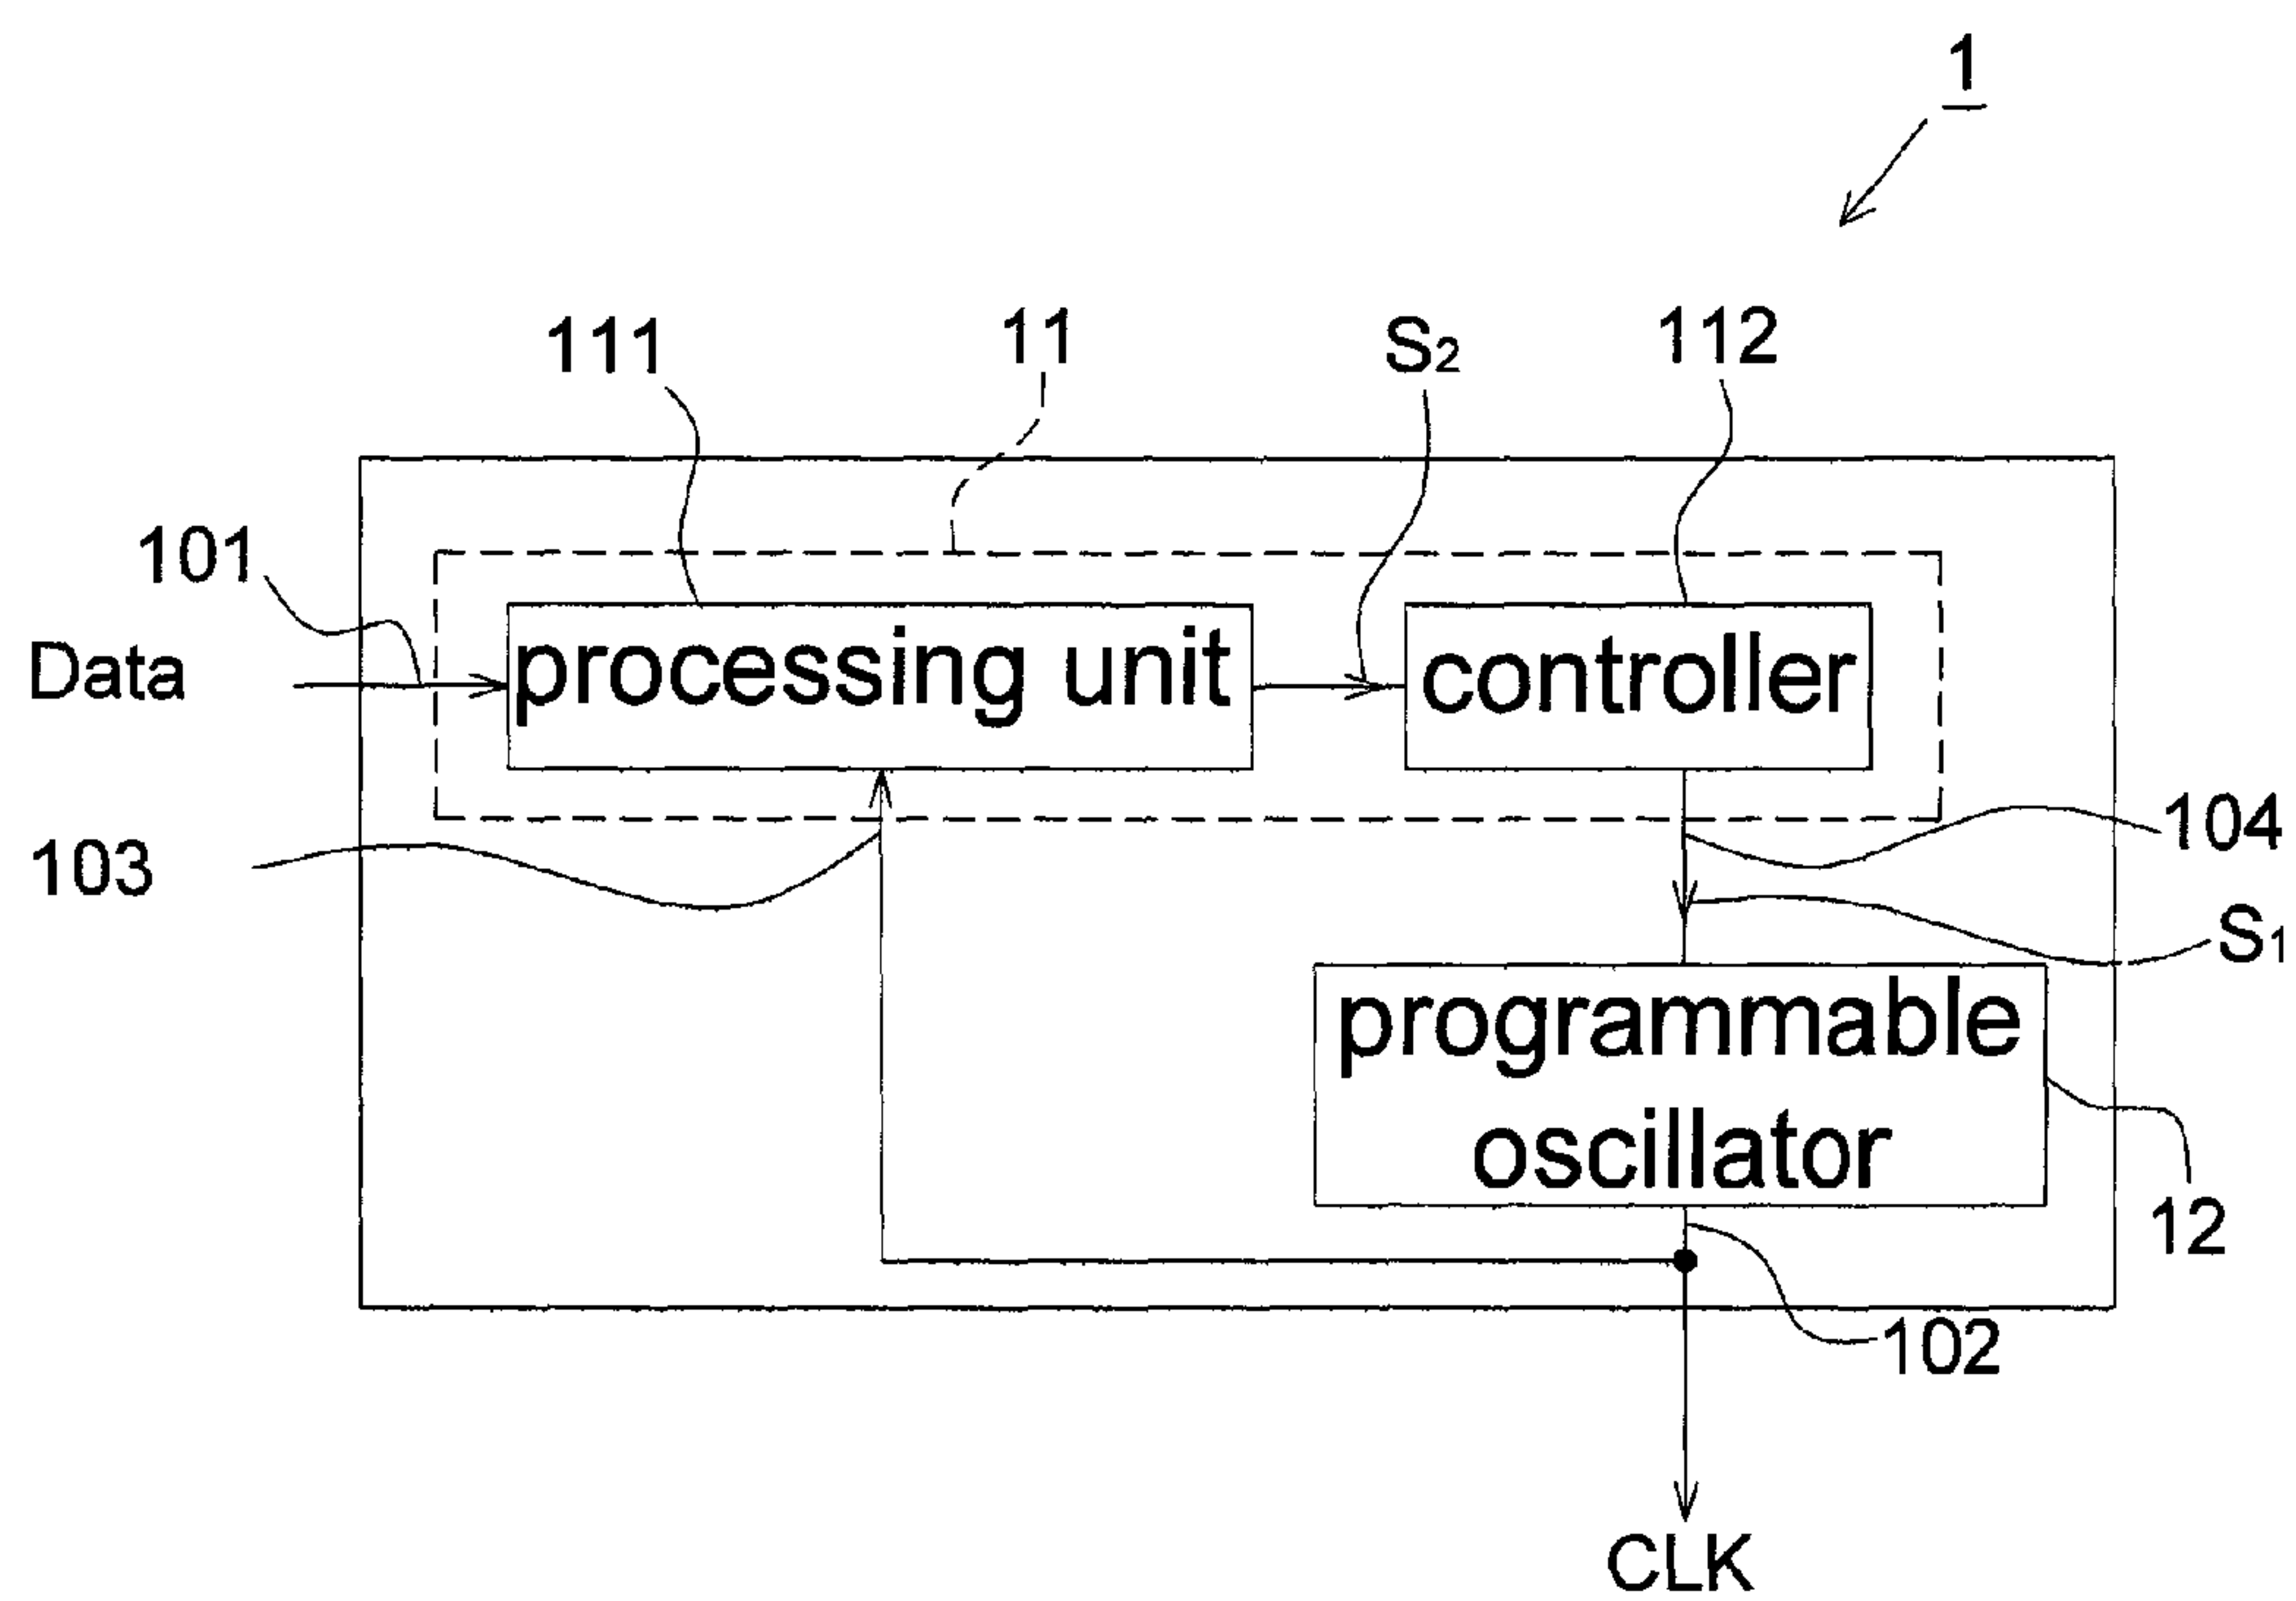 1
111
11
S2
112
101
Data
processing unit
controller
103
104
S1
programmable
oscillator
12
102
CLK